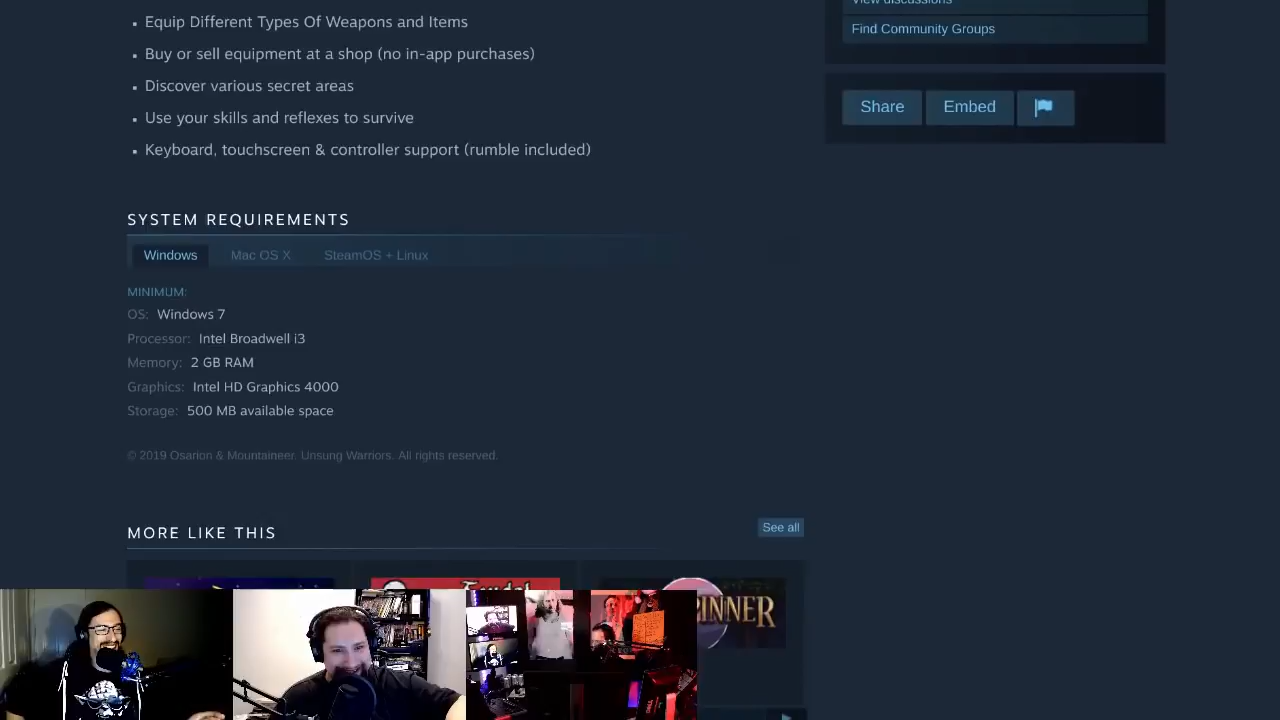 View discussions
Find Community Groups
Share
Embed
Equip Different Types Of Weapons and Items
Buy or sell equipment at a shop (no in-app purchases)
Discover various secret areas
Use your skills and reflexes to survive
Keyboard, touchscreen & controller support (rumble included)
SYSTEM REQUIREMENTS
Windows
Mac OS X
SteamOS + Linux
MINIMUM:
OS: Windows 7
Processor: Intel Broadwell i3
Memory: 2 GB RAM
Graphics: Intel HD Graphics 4000
Storage: 500 MB available space
© 2019 Osarion & Mountaineer. Unsung Warriors. All rights reserved.
MORE LIKE THIS
See all